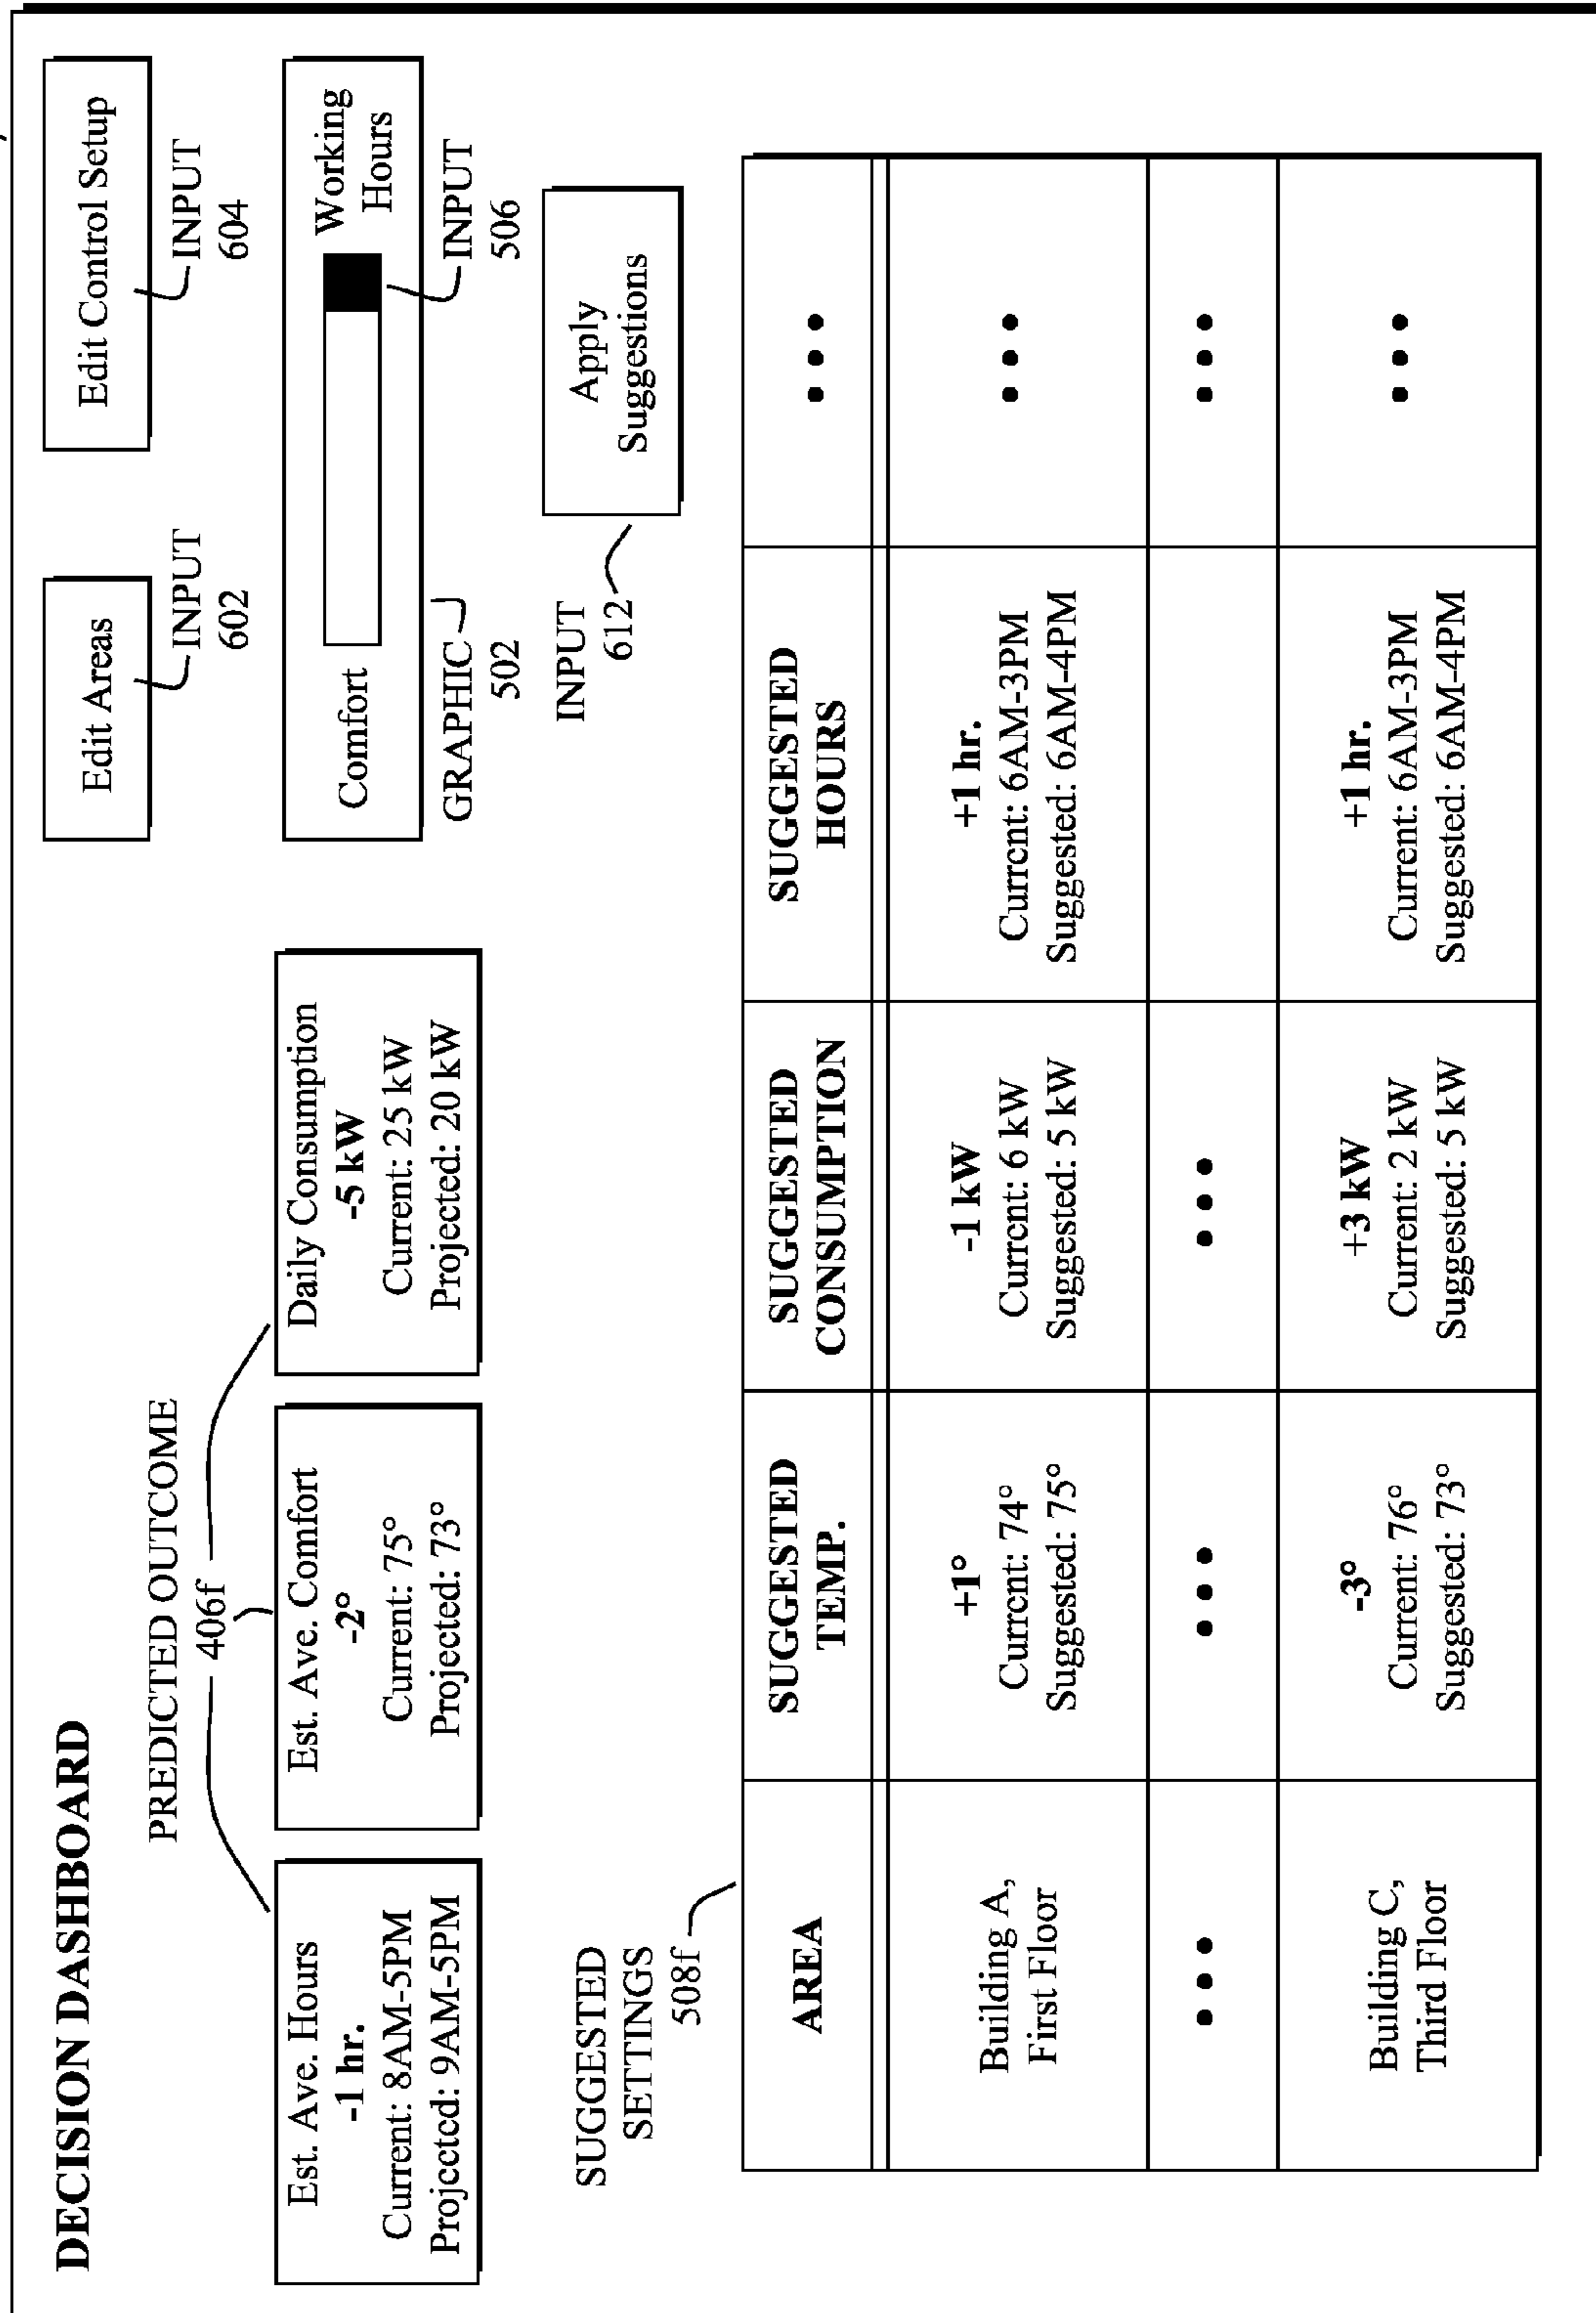 DECISION DASHBOARD
Edit Areas
Edit Control Setup
INPUT
602
INPUT
604
PREDICTED OUTCOME
406f
Est. Ave. Hours
-1 hr.
Current: 8AM-5PM
Projected: 9AM-5PM
Est. Ave. Comfort
-2°
Current: 75°
Projected: 73°
Daily Consumption
-5 kW
Current: 25 kW
Projected: 20 kW
Comfort
Working
Hours
GRAPHIC
502
INPUT
506
INPUT
612
Apply
Suggestions
SUGGESTED
SETTINGS
508f
AREA
SUGGESTED
TEMP.
SUGGESTED
CONSUMPTION
SUGGESTED
HOURS
• • •
Building A,
First Floor
+1°
Current: 74°
Suggested: 75°
-1 kW
Current: 6 kW
Suggested: 5 kW
+1 hr.
Current: 6AM-3PM
Suggested: 6AM-4PM
• • •
• • •
• • •
• • •
• • •
Building C,
Third Floor
-3°
Current: 76°
Suggested: 73°
+3 kW
Current: 2 kW
Suggested: 5 kW
+1 hr.
Current: 6AM-3PM
Suggested: 6AM-4PM
• • •